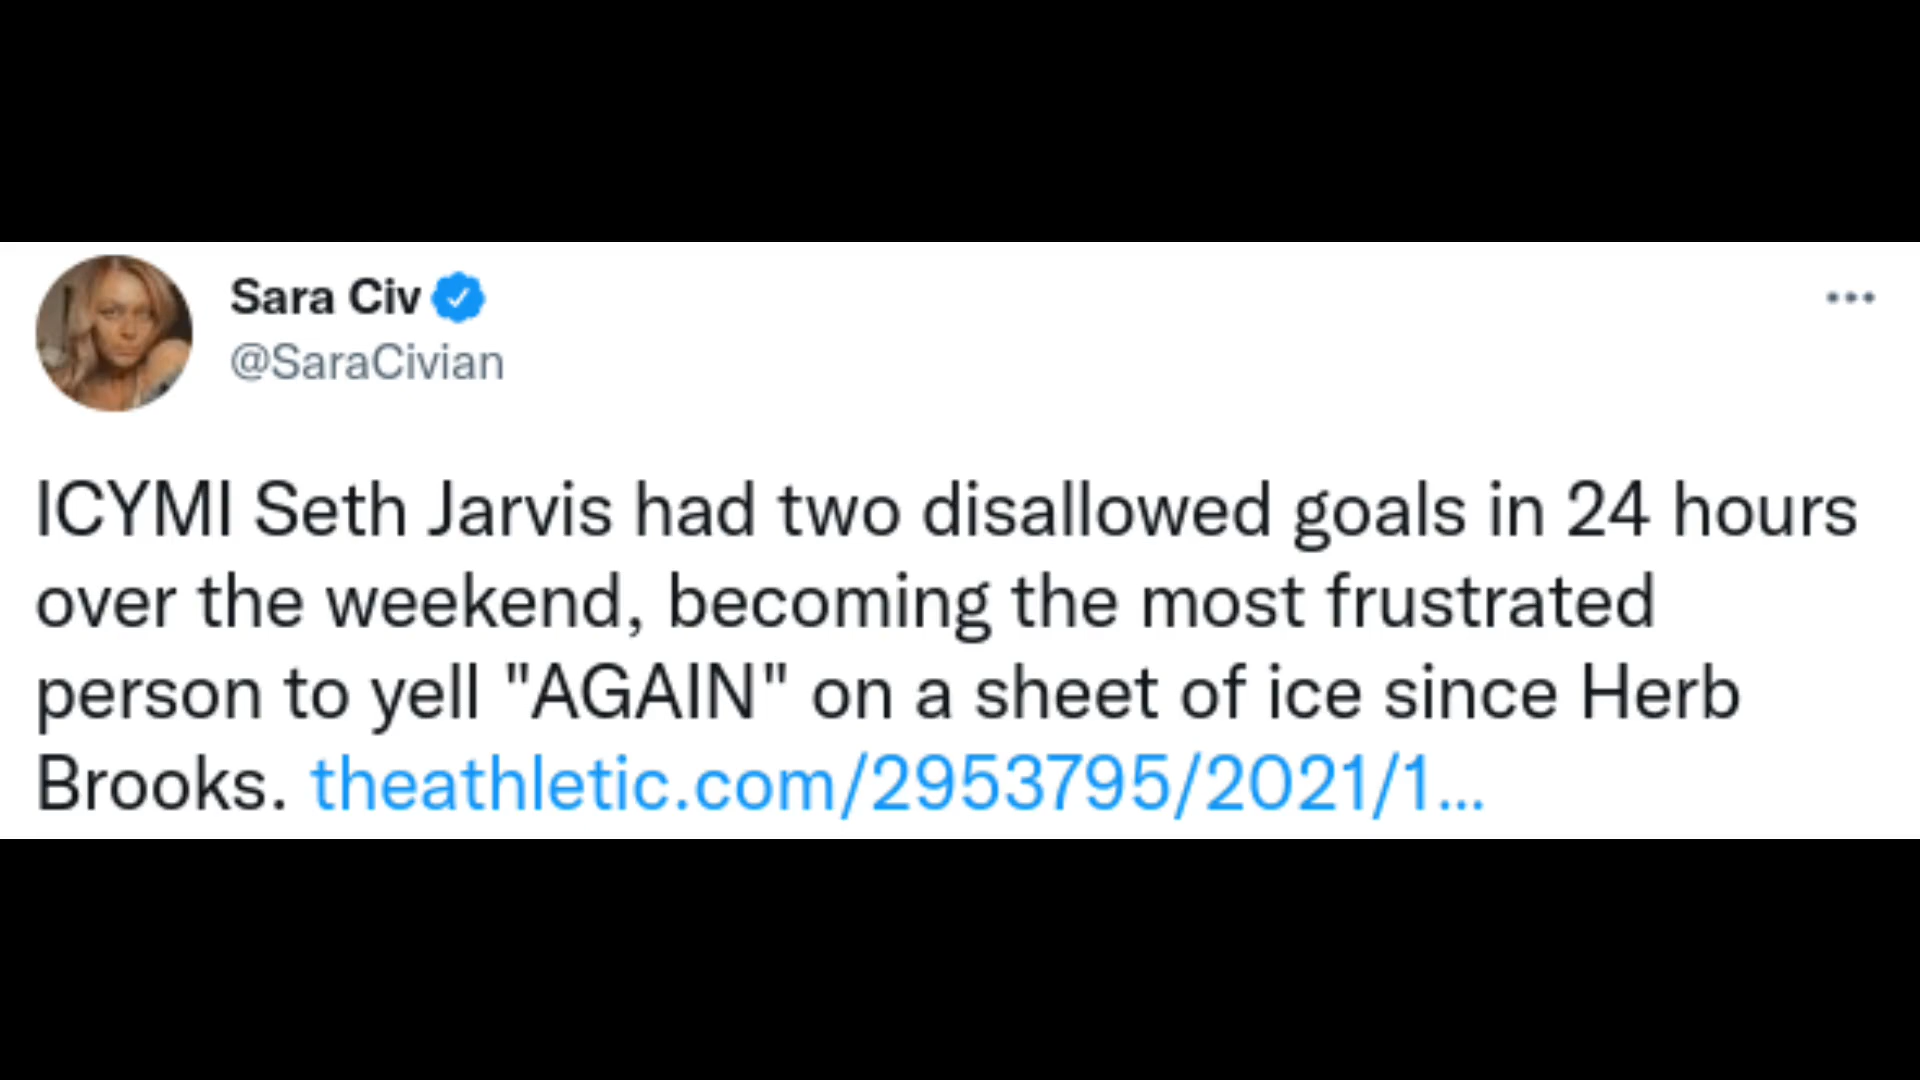 Sara Civ
@SaraCivian
ICYMI Seth Jarvis had two disallowed goals in 24 hours
over the weekend, becoming the most frustrated
person to yell "AGAIN" on a sheet of ice since Herb
Brooks. theathletic.com/2953795/2021/1...